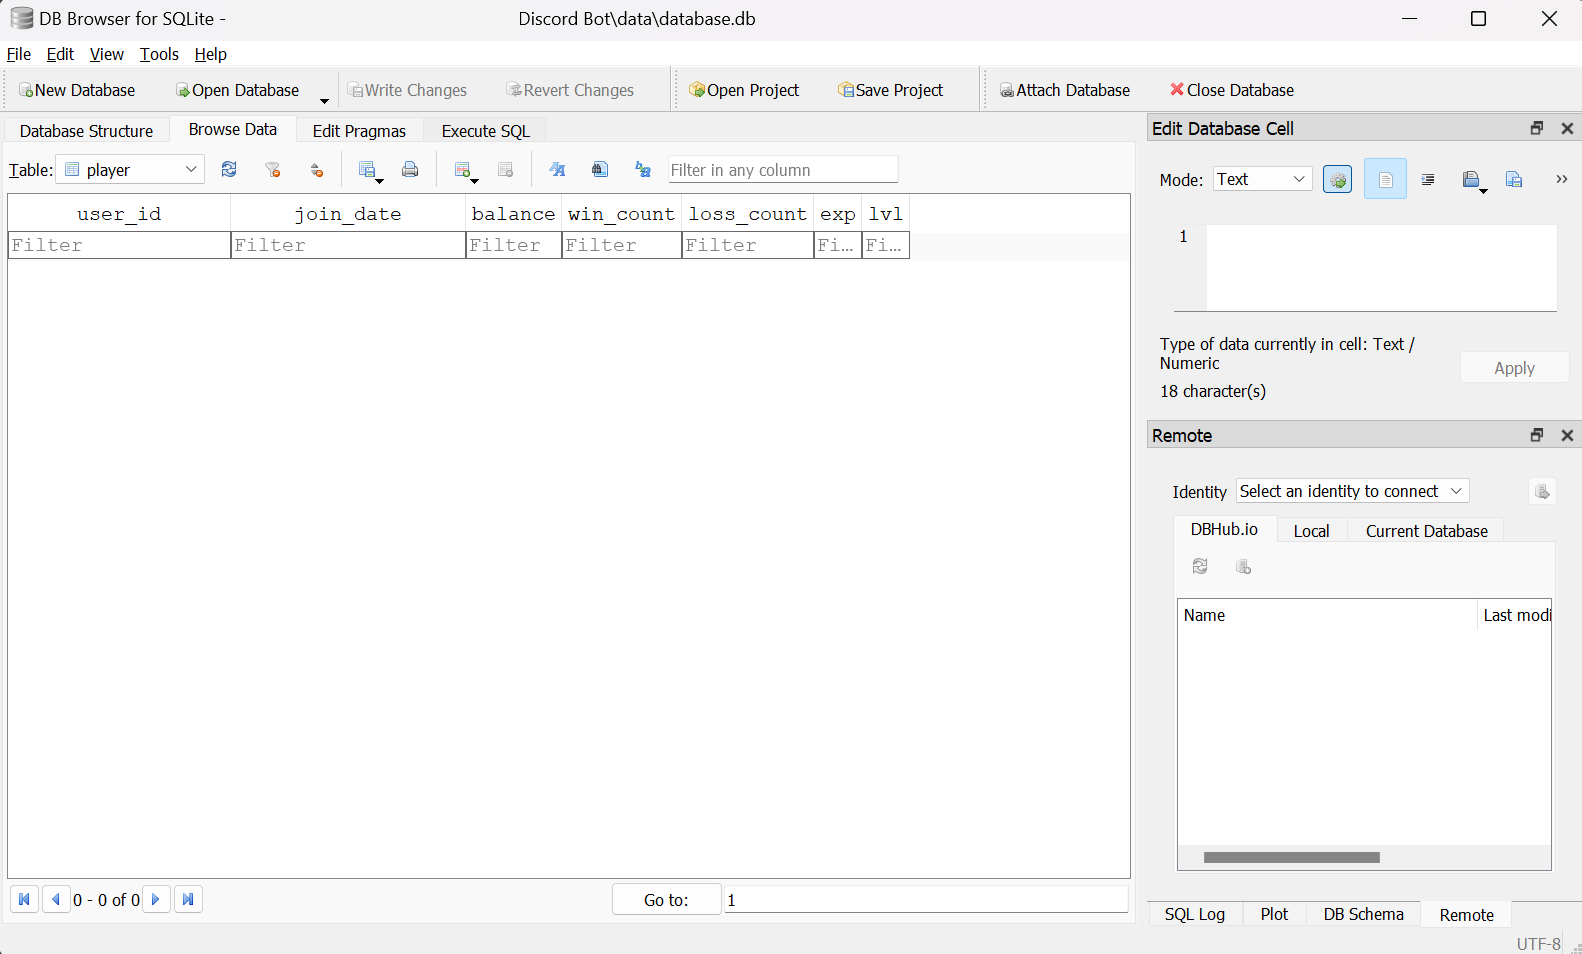 DB Browser for SQLite - Discord Bot\data\database.db
File Edit View Tools Help
New Database Open Database Write Changes Revert Changes Open Project Save Project Attach Database Close Database
Database Structure Browse Data Edit Pragmas Execute SQL
Table: player Filter in any column
user_id join_date balance win_count loss_count exp lvl
Filter Filter Filter Filter Filter Fi... Fi...
0 - 0 of 0 Go to: 1
Edit Database Cell
Mode: Text
1
Type of data currently in cell: Text /
Numeric
Apply
18 character(s)
Remote
Identity Select an identity to connect
DBHub.io Local Current Database
Name Last modi
SQL Log Plot DB Schema Remote
UTF-8